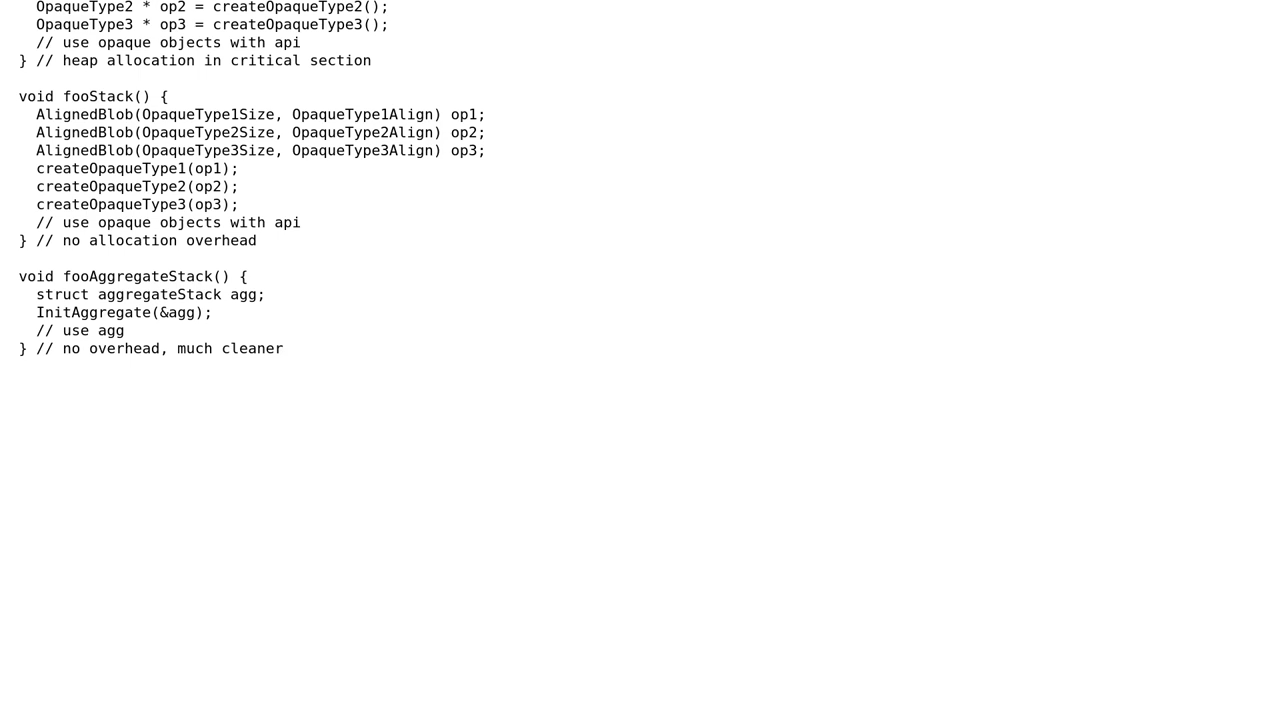 OpaqueType2 * op2 = createOpaqueType2();
OpaqueType3 * op3 = createOpaqueType3();
// use opaque objects with api
} // heap allocation in critical section
void fooStack() {
AlignedBlob(OpaqueType1Size, OpaqueType1Align) op1;
AlignedBlob(OpaqueType2Size, OpaqueType2Align) op2;
AlignedBlob(OpaqueType3Size, OpaqueType3Align) op3;
createOpaqueType1(op1);
createOpaqueType2(op2);
createOpaqueType3(op3);
// use opaque objects with api
} // no allocation overhead
void fooAggregateStack() {
struct aggregateStack agg;
InitAggregate(&agg);
// use agg
} // no overhead, much cleaner